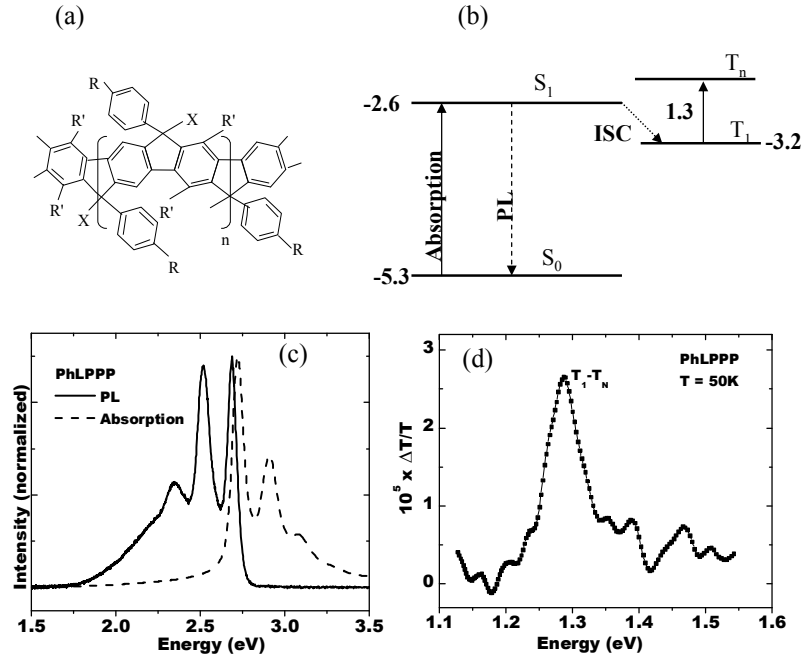 (a)
R
X
R'
R'
R'
X
n
R
R
(b)
Tn
S1
-2.6
1.3
ISC
T1
-3.2
Absorption
PL
S0
-5.3
(c)
PhLPPP
PL
Absorption
Intensity (normalized)
1.5 2.0 2.5 3.0 3.5
Energy (eV)
(d)
PhLPPP
T = 50K
T1-TN
3
2
1
0
10^5 x ΔT/T
1.1 1.2 1.3 1.4 1.5 1.6
Energy (eV)